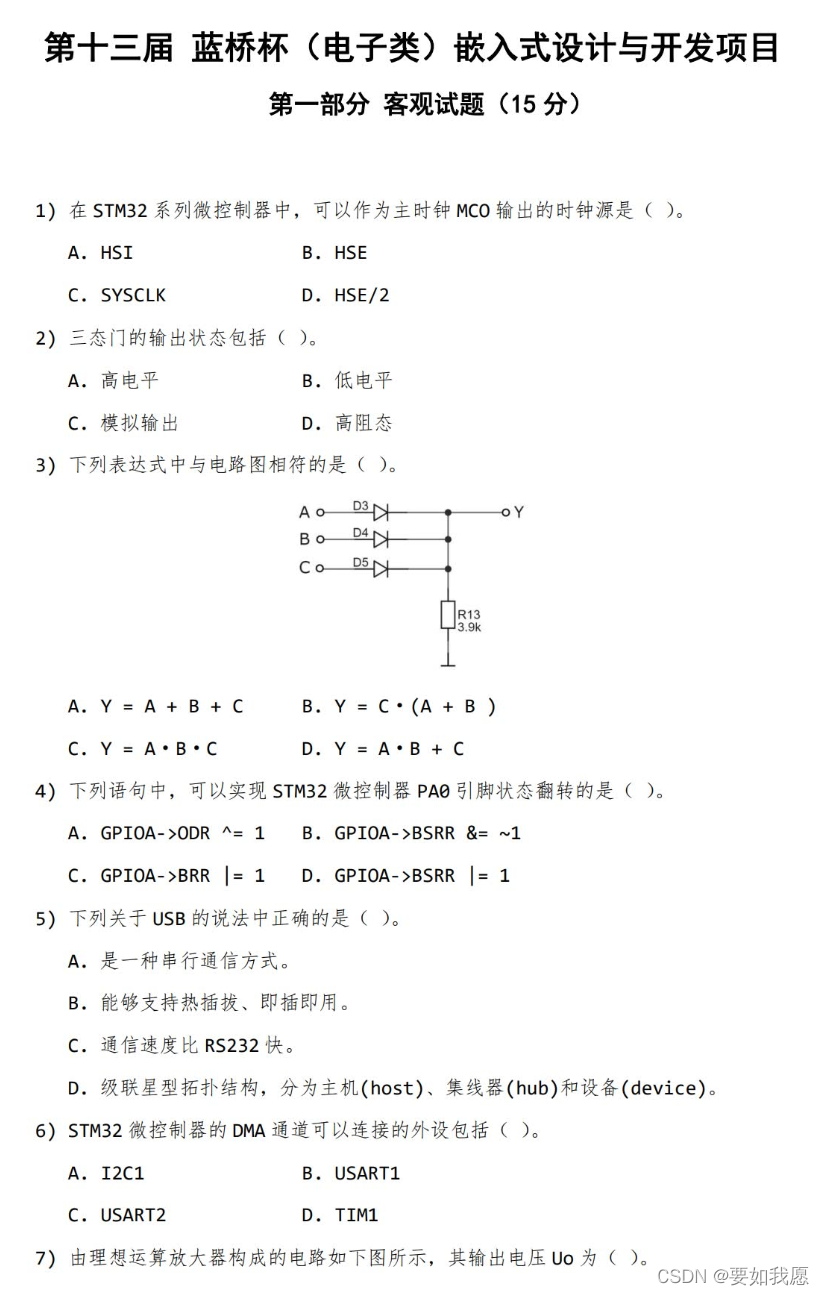 第十三届 蓝桥杯（电子类）嵌入式设计与开发项目
第一部分 客观试题（15 分）
1) 在 STM32 系列微控制器中，可以作为主时钟 MCO 输出的时钟源是（ ）。
A. HSI B. HSE
C. SYSCLK D. HSE/2
2) 三态门的输出状态包括（ ）。
A. 高电平 B. 低电平
C. 模拟输出 D. 高阻态
3) 下列表达式中与电路图相符的是（ ）。
A D3 Y
B D4
C D5
R13
3.9k
A. Y = A + B + C B. Y = C•(A + B )
C. Y = A•B•C D. Y = A•B + C
4) 下列语句中，可以实现 STM32 微控制器 PA0 引脚状态翻转的是（ ）。
A. GPIOA->ODR ^= 1 B. GPIOA->BSRR &= ~1
C. GPIOA->BRR |= 1 D. GPIOA->BSRR |= 1
5) 下列关于 USB 的说法中正确的是（ ）。
A. 是一种串行通信方式。
B. 能够支持热插拔、即插即用。
C. 通信速度比 RS232 快。
D. 级联星型拓扑结构，分为主机(host)、集线器(hub)和设备(device)。
6) STM32 微控制器的 DMA 通道可以连接的外设包括（ ）。
A. I2C1 B. USART1
C. USART2 D. TIM1
7) 由理想运算放大器构成的电路如下图所示，其输出电压 Uo 为（ ）。
CSDN @要如我愿